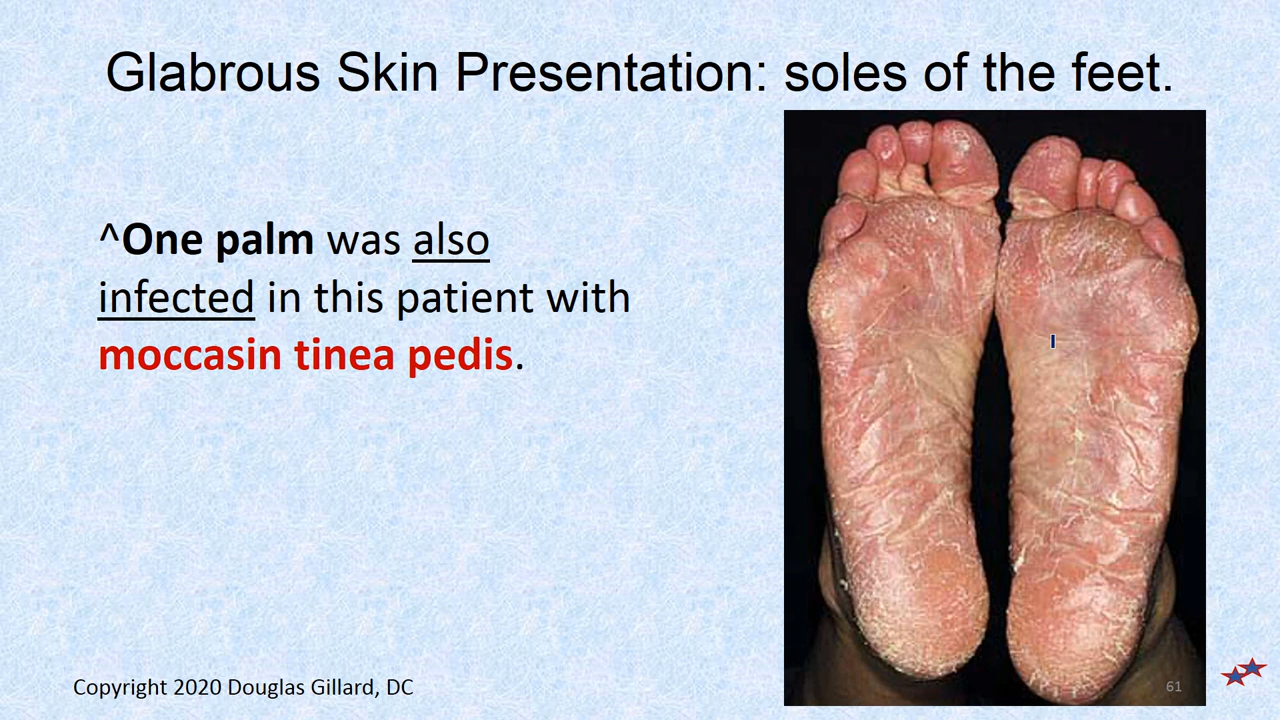 Glabrous Skin Presentation: soles of the feet.
^One palm was also
infected in this patient with
moccasin tinea pedis.
Copyright 2020 Douglas Gillard, DC
61